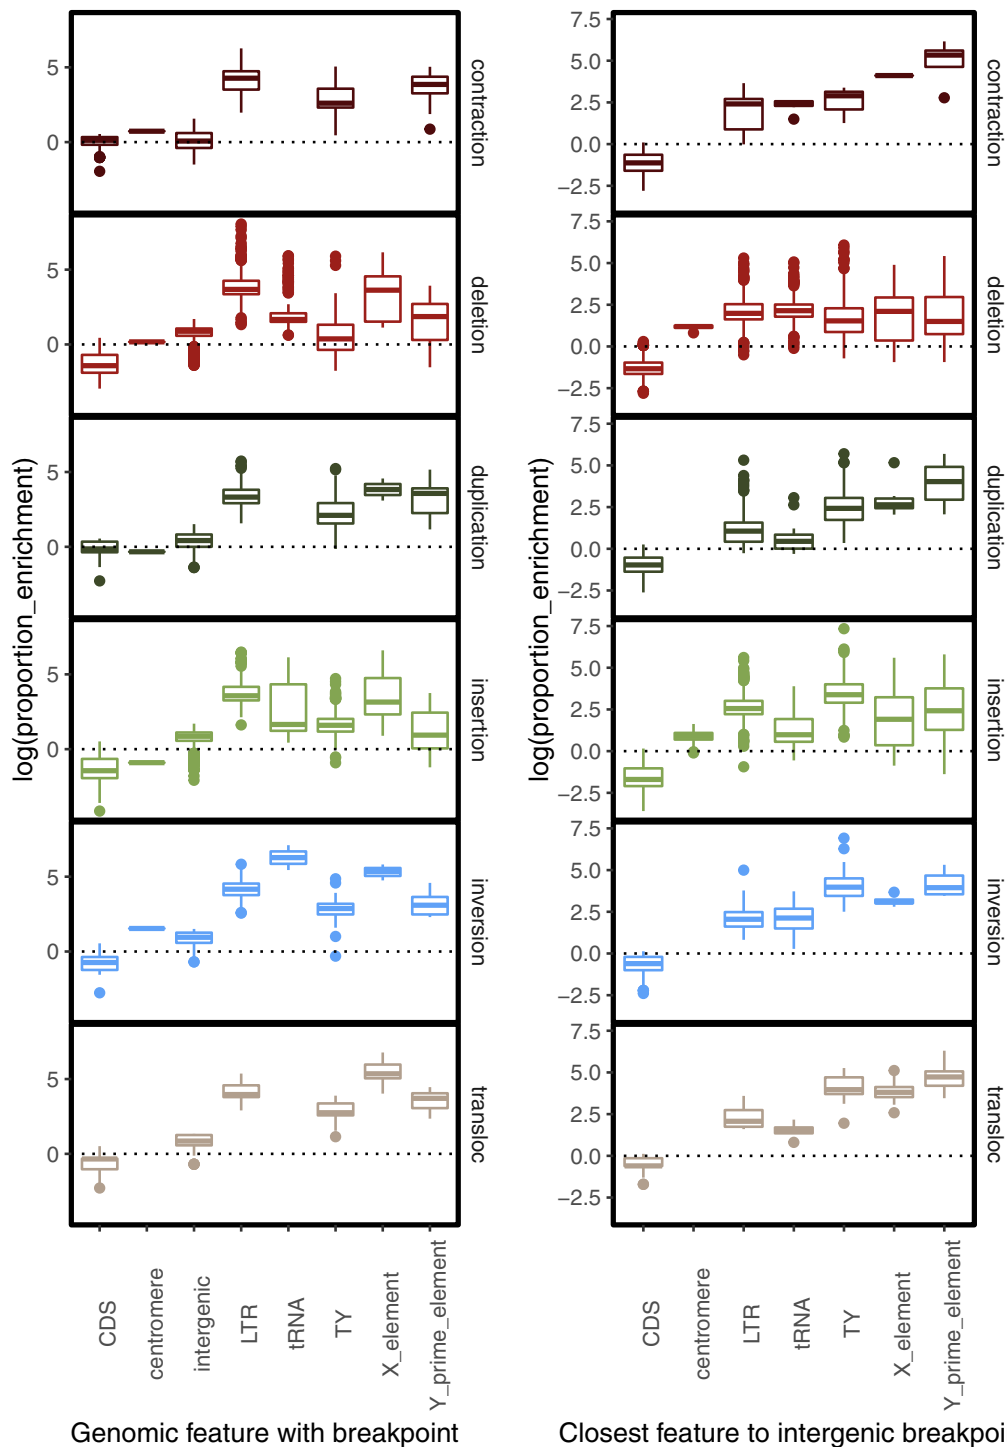 log(proportion_enrichment)
5
0
contraction
5
0
deletion
5
0
duplication
5
0
insertion
5
0
inversion
5
0
transloc
CDS
centromere
intergenic
LTR
tRNA
TY
X_element
Y_prime_element
Genomic feature with breakpoint
log(proportion_enrichment)
7.5
5.0
2.5
0.0
−2.5
contraction
7.5
5.0
2.5
0.0
−2.5
deletion
7.5
5.0
2.5
0.0
−2.5
duplication
7.5
5.0
2.5
0.0
−2.5
insertion
7.5
5.0
2.5
0.0
−2.5
inversion
7.5
5.0
2.5
0.0
−2.5
transloc
CDS
centromere
LTR
tRNA
TY
X_element
Y_prime_element
Closest feature to intergenic breakpoi